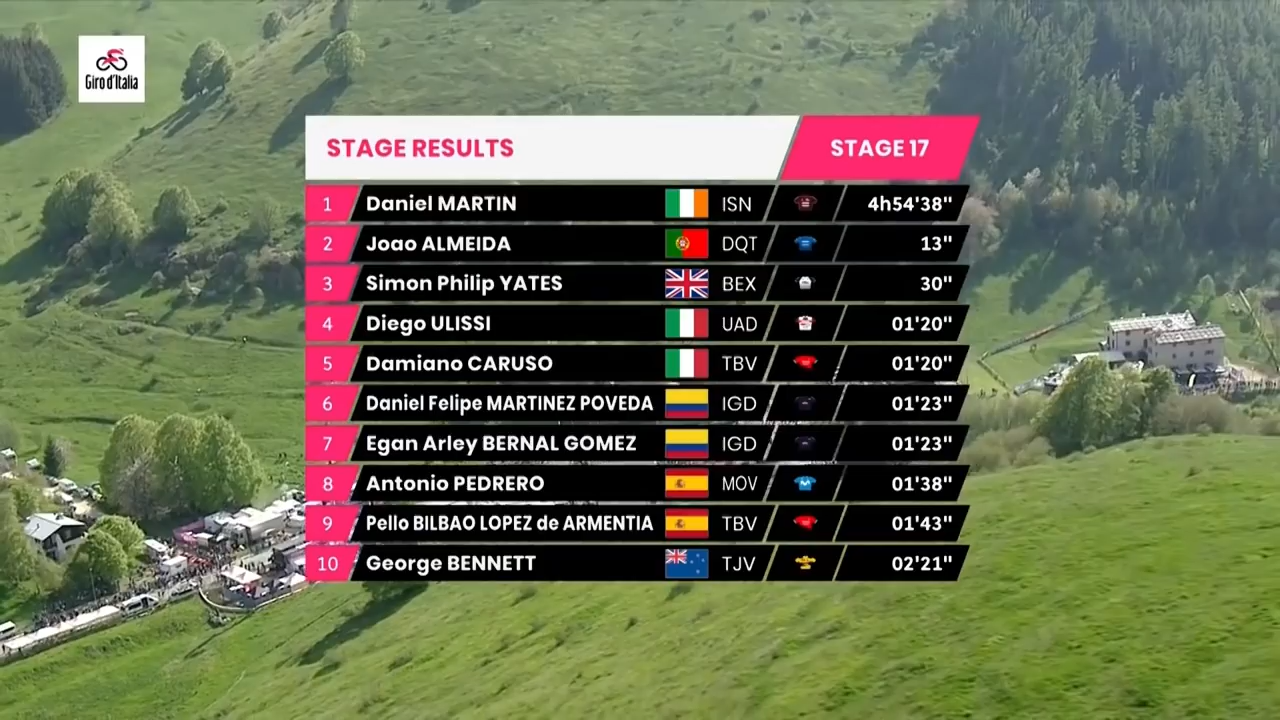 Giro d'Italia
STAGE RESULTS STAGE 17
1 Daniel MARTIN ISN 4h54'38"
2 Joao ALMEIDA DQT 13"
3 Simon Philip YATES BEX 30"
4 Diego ULISSI UAD 01'20"
5 Damiano CARUSO TBV 01'20"
6 Daniel Felipe MARTINEZ POVEDA IGD 01'23"
7 Egan Arley BERNAL GOMEZ IGD 01'23"
8 Antonio PEDRERO MOV 01'38"
9 Pello BILBAO LOPEZ de ARMENTIA TBV 01'43"
10 George BENNETT TJV 02'21"